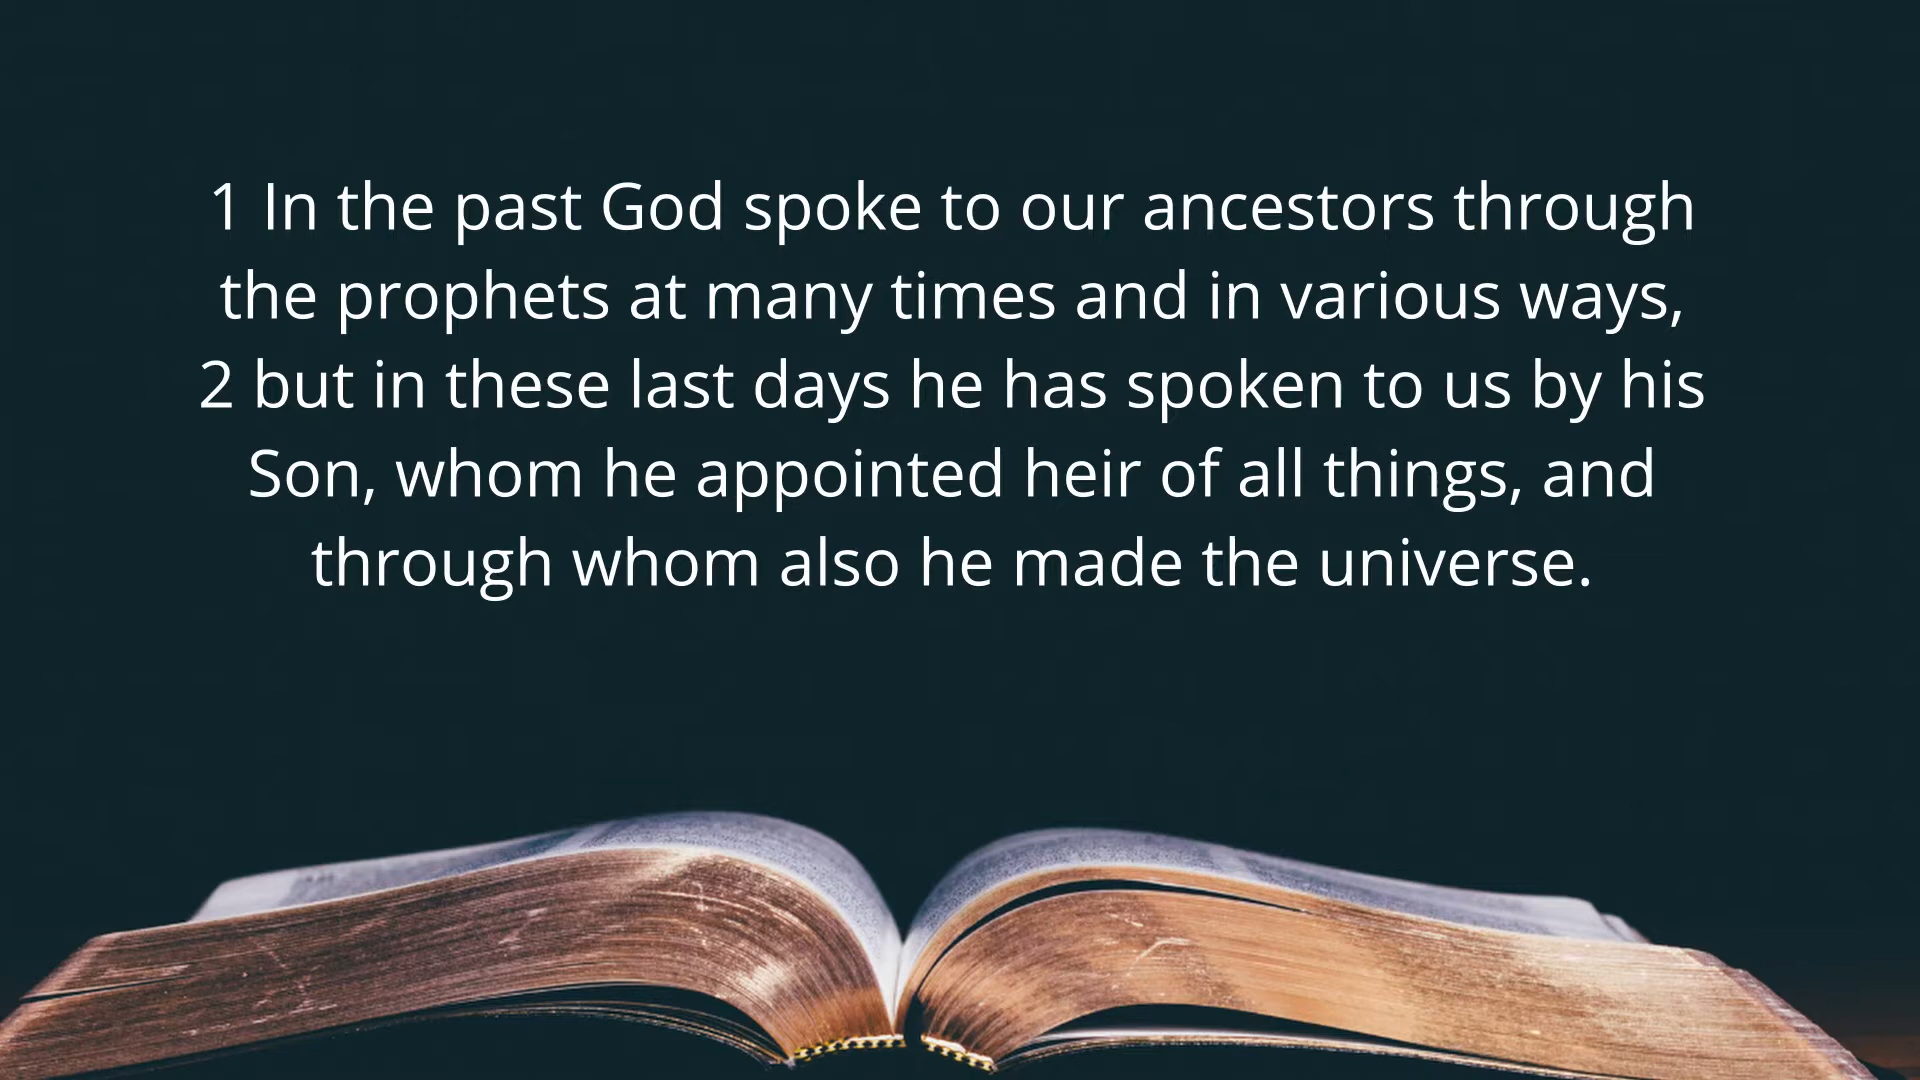 1 In the past God spoke to our ancestors through
the prophets at many times and in various ways,
2 but in these last days he has spoken to us by his
Son, whom he appointed heir of all things, and
through whom also he made the universe.